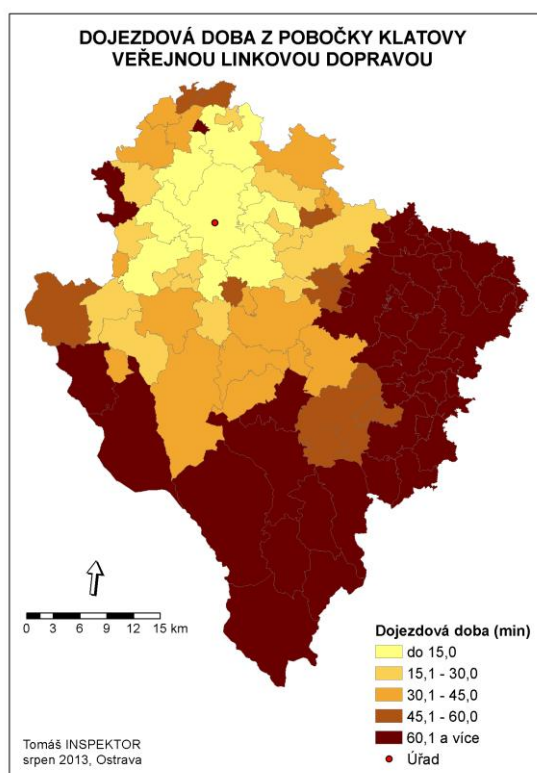 DOJEZDOVÁ DOBA Z POBOČKY KLATOVY
VEŘEJNOU LINKOVOU DOPRAVOU
0 3 6 9 12 15 km
Dojezdová doba (min)
do 15,0
15,1 - 30,0
30,1 - 45,0
45,1 - 60,0
60,1 a více
Úřad
Tomáš INSPEKTOR
srpen 2013, Ostrava